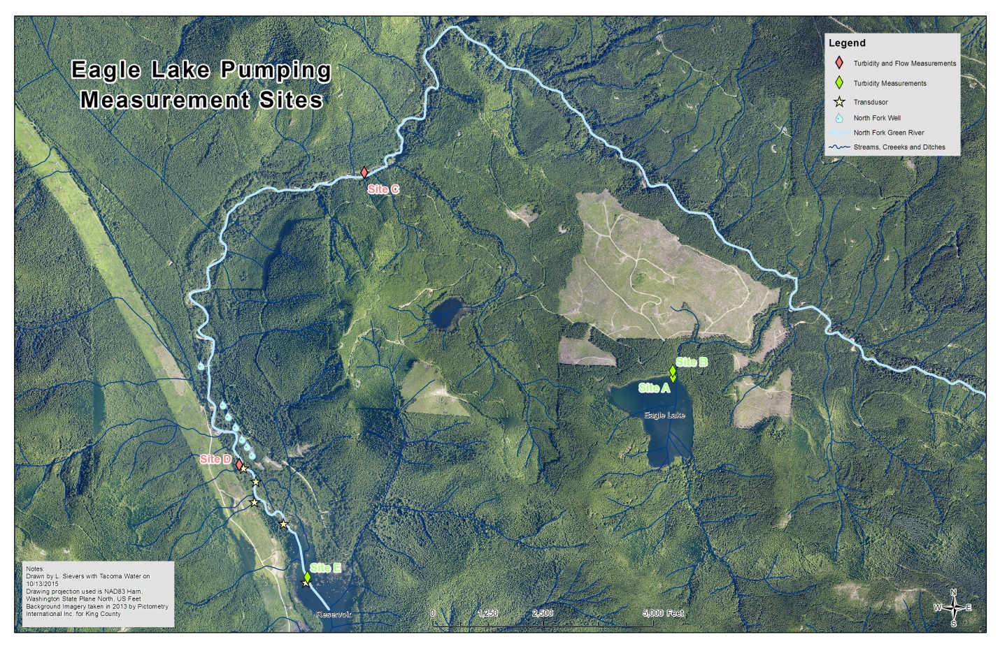 Eagle Lake Pumping
Measurement Sites
Legend
Turbidity and Flow Measurements
Turbidity Measurements
Transdusor
North Fork Well
North Fork Green River
Streams, Creeeks and Ditches
Site C
Site B
Site A
Eagle Lake
Site D
Site E
Reservoir
Notes:
Drawn by L. Sievers with Tacoma Water on
10/13/2015
Drawing projection used is NAD83 Harn.
Washington State Plane North, US Feet
Background Imagery taken in 2013 by Pictometry
International Inc. for King County
0 1,250 2,500 5,000 Feet
N
W E
S